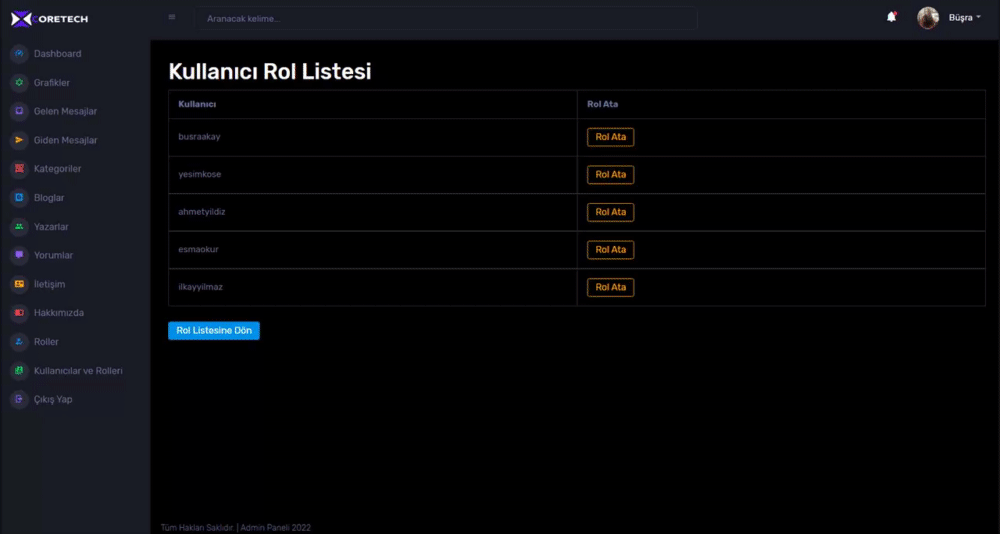 CORETECH
Aranacak kelime...
Büşra
Dashboard
Grafikler
Gelen Mesajlar
Giden Mesajlar
Kategoriler
Bloglar
Yazarlar
Yorumlar
İletişim
Hakkımızda
Roller
Kullanıcılar ve Rolleri
Çıkış Yap
Kullanıcı Rol Listesi
Kullanıcı Rol Ata
busraakay Rol Ata
yesimkose Rol Ata
ahmetyildiz Rol Ata
esmaokur Rol Ata
ilkayyilmaz Rol Ata
Rol Listesine Dön
Tüm Hakları Saklıdır. | Admin Paneli 2022